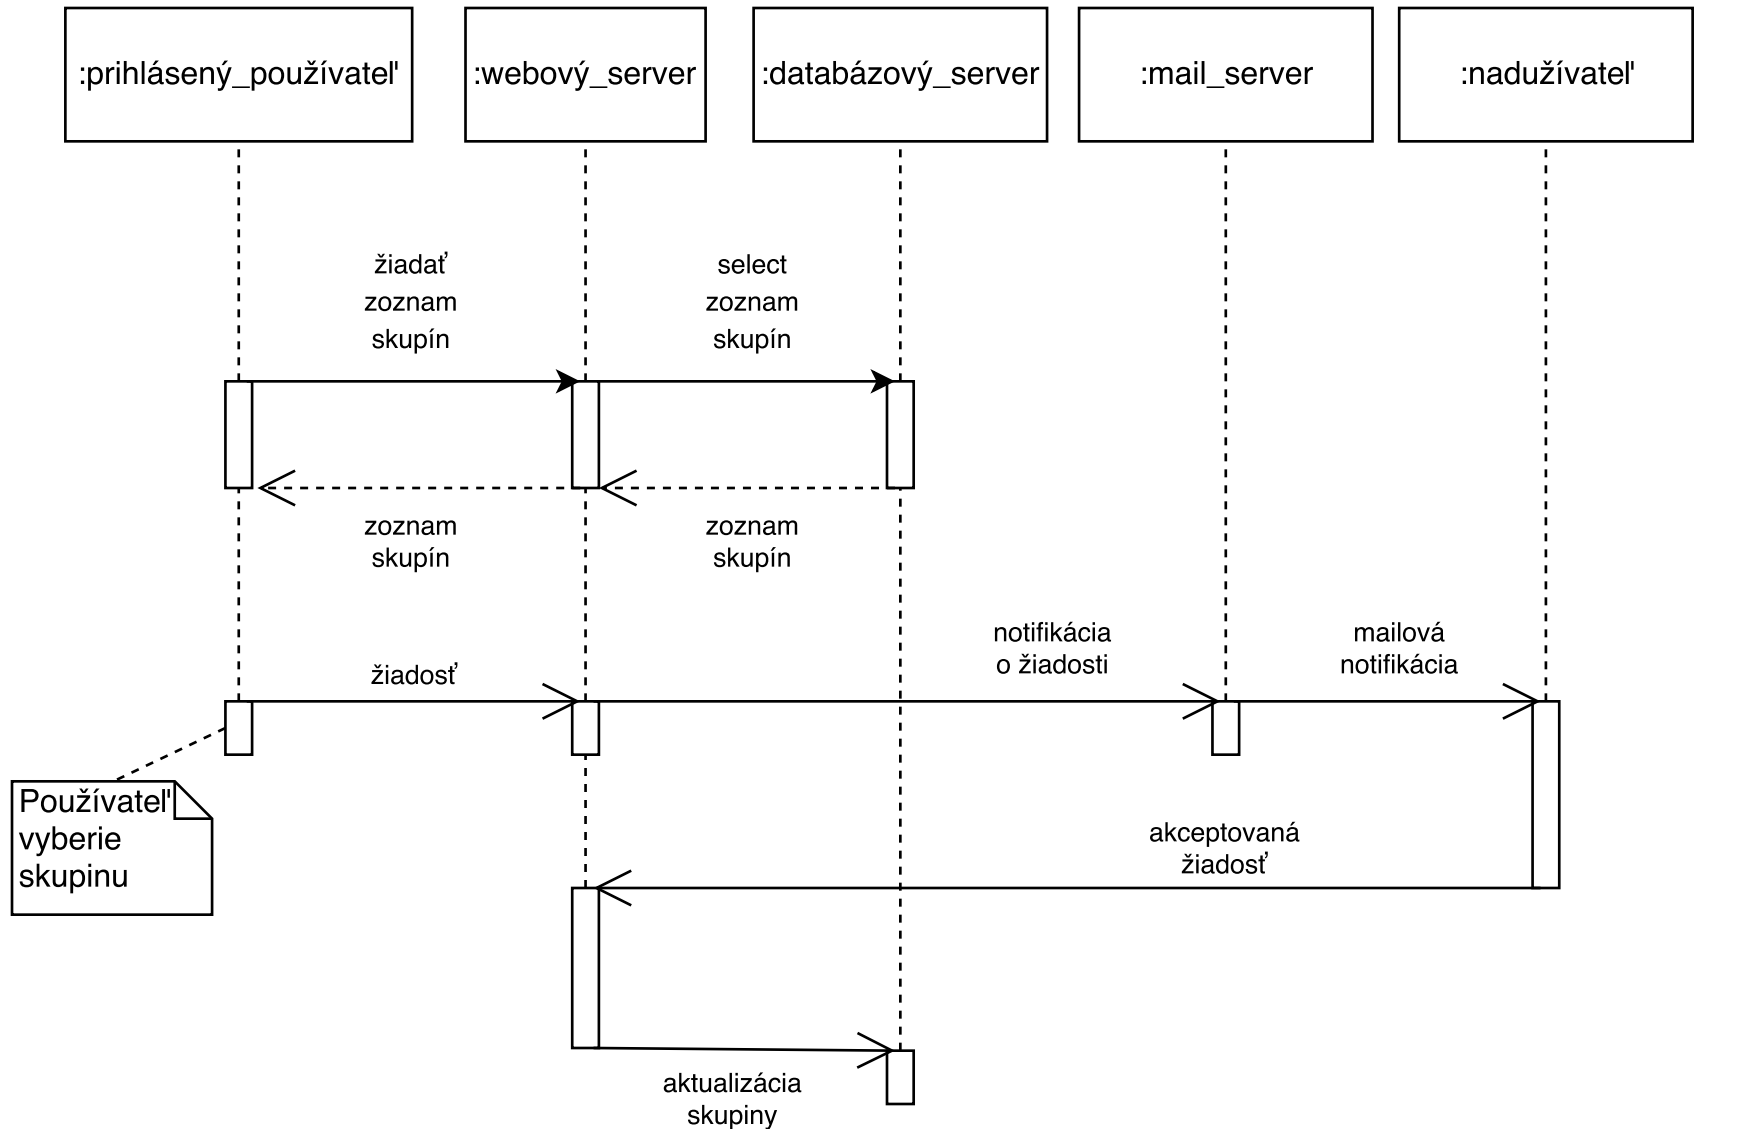 :prihlásený_používateľ
:webový_server
:databázový_server
:mail_server
:nadužívateľ
žiadať
zoznam
skupín
select
zoznam
skupín
zoznam
skupín
zoznam
skupín
žiadosť
notifikácia
o žiadosti
mailová
notifikácia
Používateľ
vyberie
skupinu
akceptovaná
žiadosť
aktualizácia
skupiny